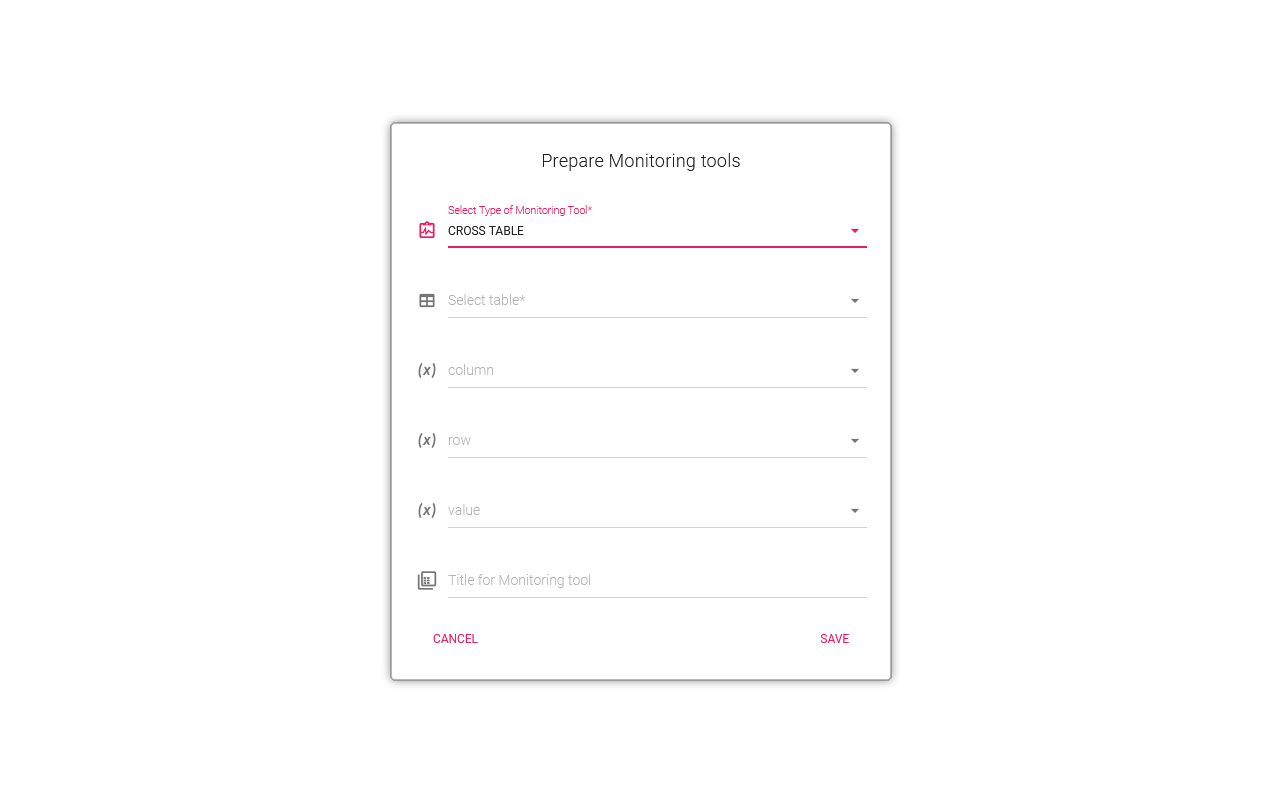 Prepare Monitoring tools
Select Type of Monitoring Tool*
CROSS TABLE
Select table*
(x) column
(x) row
(x) value
Title for Monitoring tool
CANCEL SAVE